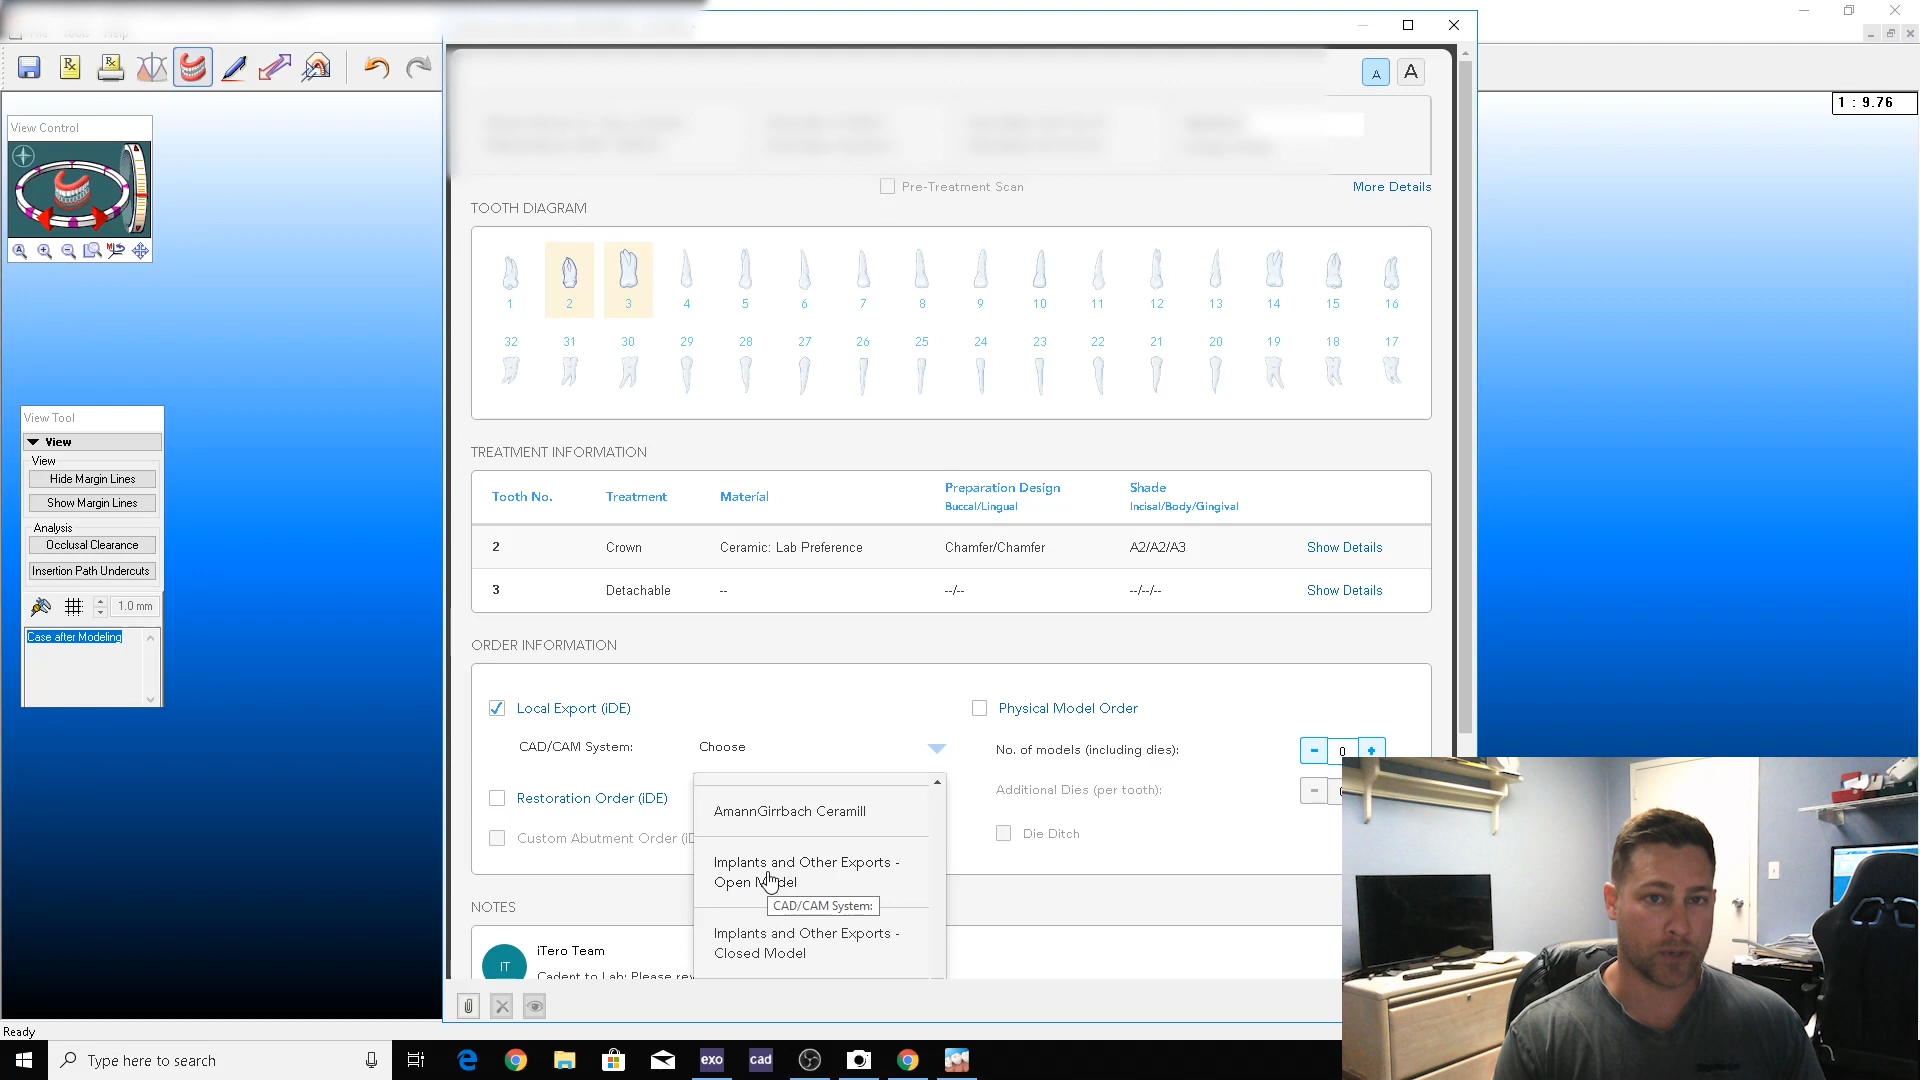 1 : 9.76
View Control
View Tool
View
View
Hide Margin Lines
Show Margin Lines
Analysis
Occlusal Clearance
Insertion Path Undercuts
1.0 mm
Case after Modeling
A A
Pre-Treatment Scan
More Details
TOOTH DIAGRAM
1 2 3 4 5 6 7 8 9 10 11 12 13 14 15 16
32 31 30 29 28 27 26 25 24 23 22 21 20 19 18 17
TREATMENT INFORMATION
Tooth No. Treatment Material Preparation Design Shade
Buccal/Lingual Incisal/Body/Gingival
2 Crown Ceramic: Lab Preference Chamfer/Chamfer A2/A2/A3 Show Details
3 Detachable -- --/-- --/--/-- Show Details
ORDER INFORMATION
Local Export (iDE)
CAD/CAM System: Choose
Restoration Order (iDE)
Custom Abutment Order
AmannGirrbach Ceramill
Implants and Other Exports -
Open Model
CAD/CAM System:
Implants and Other Exports -
Closed Model
Physical Model Order
No. of models (including dies): - 0 +
Additional Dies (per tooth): -
Die Ditch
NOTES
IT
iTero Team
Cadent to Lab: Please
Ready
Type here to search
exo
cad